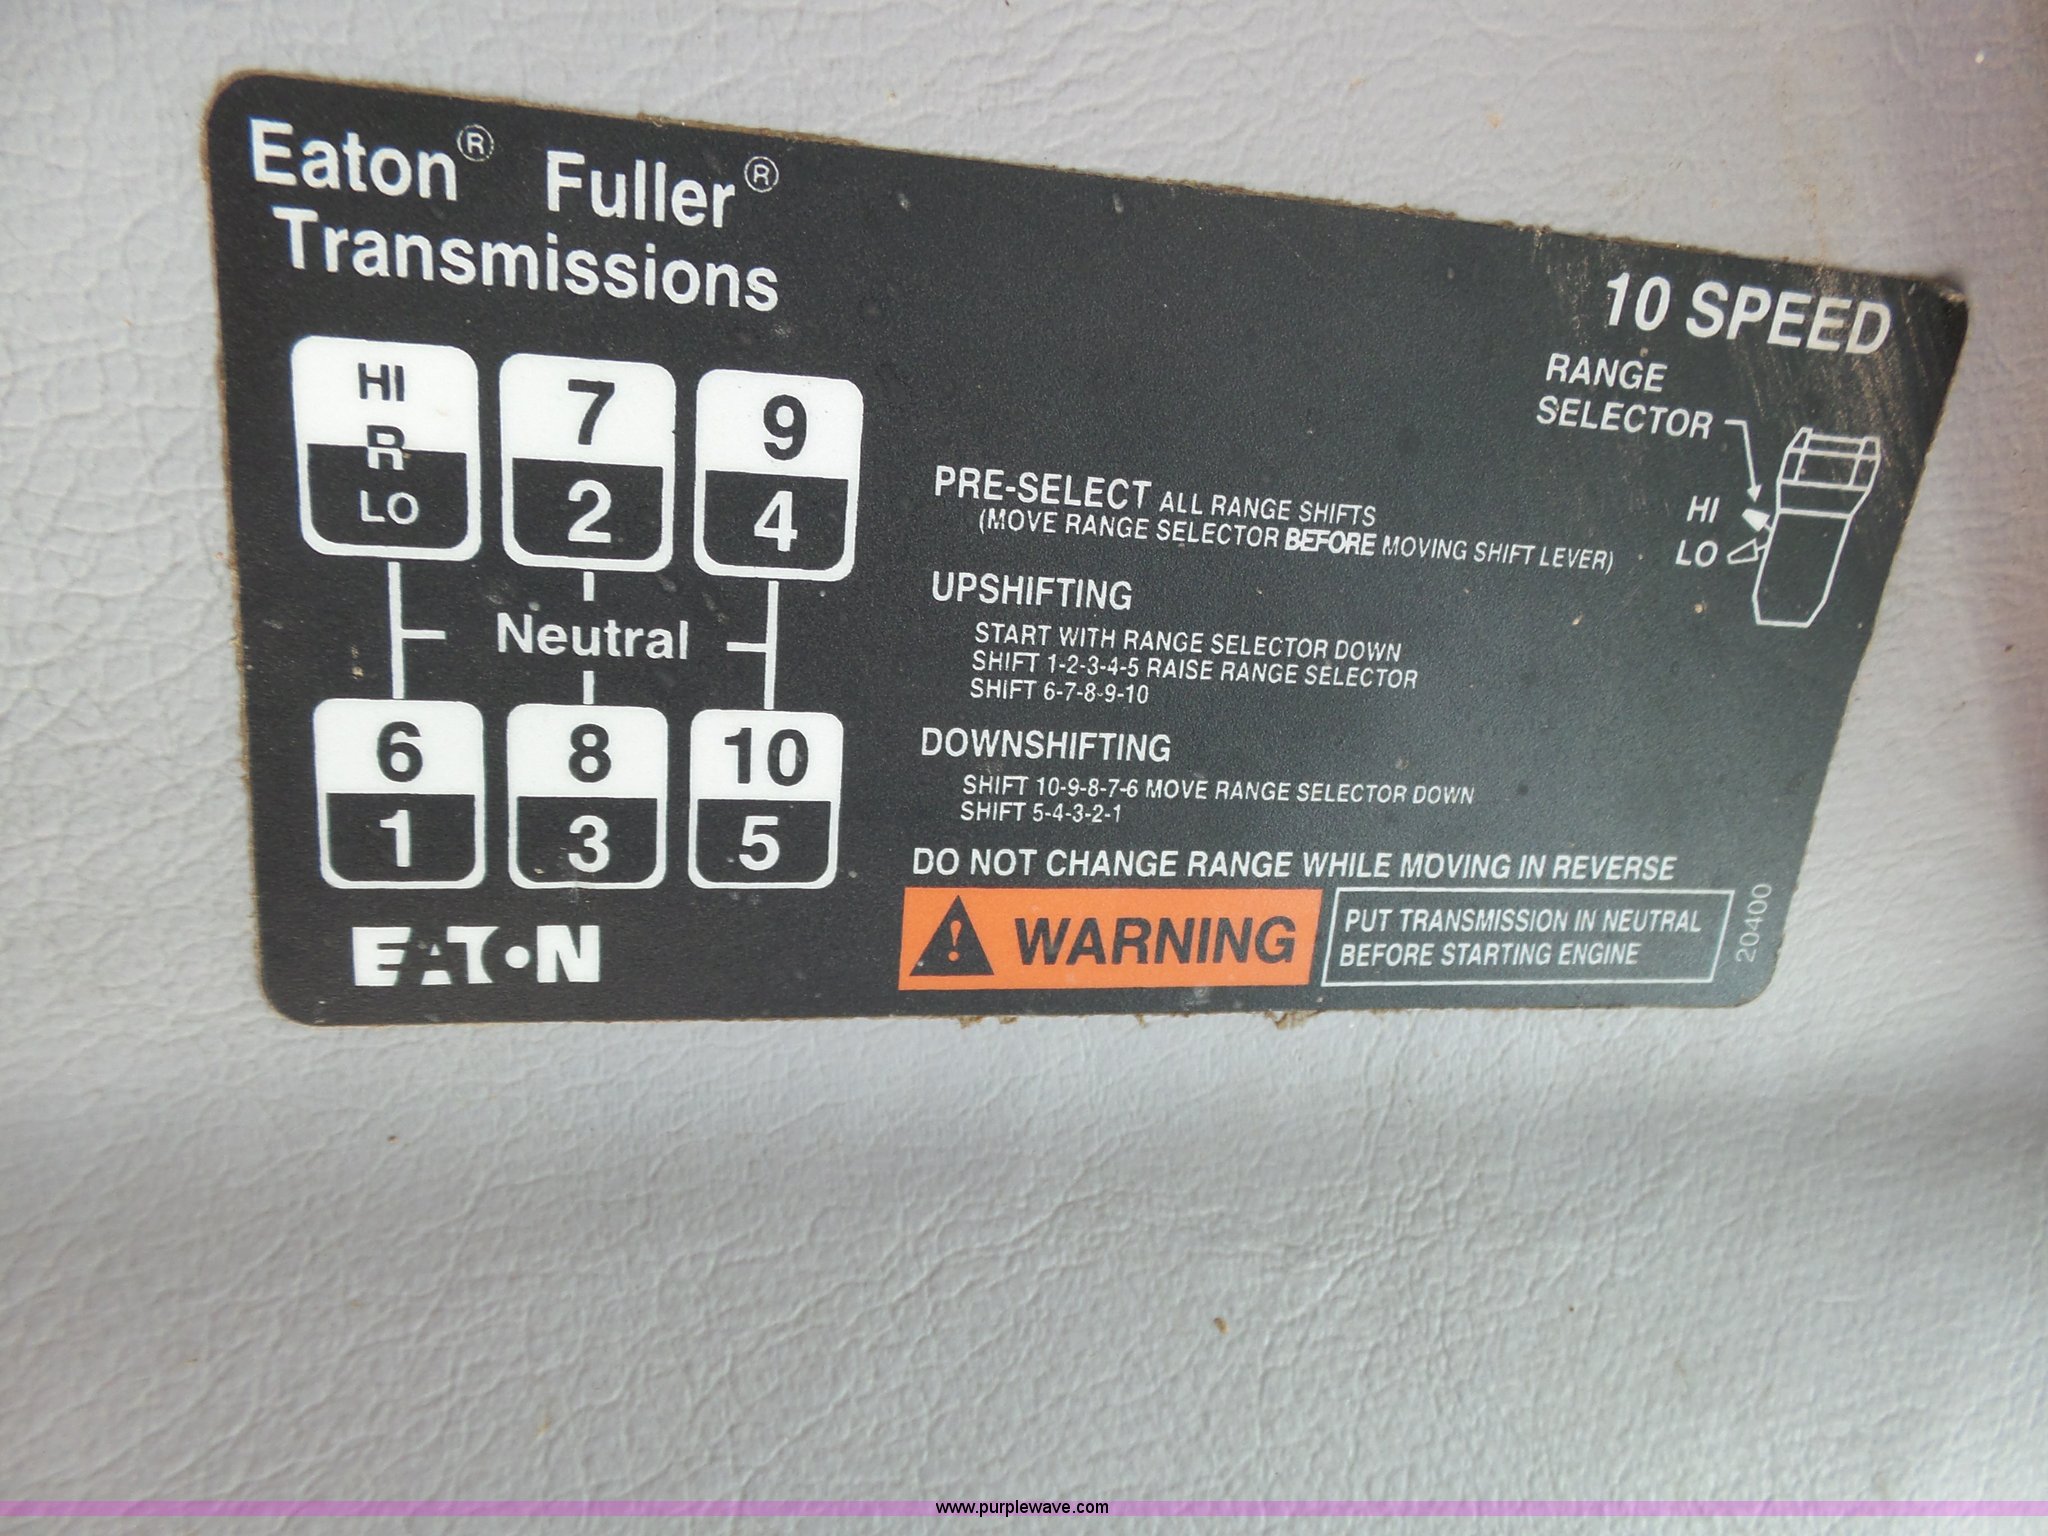 Eaton® Fuller®
Transmissions
10 SPEED
RANGE
SELECTOR
HI
LO
HI
R
LO
7
2
9
4
Neutral
6
1
8
3
10
5
EATON
PRE-SELECT ALL RANGE SHIFTS
(MOVE RANGE SELECTOR BEFORE MOVING SHIFT LEVER)
UPSHIFTING
START WITH RANGE SELECTOR DOWN
SHIFT 1-2-3-4-5 RAISE RANGE SELECTOR
SHIFT 6-7-8-9-10
DOWNSHIFTING
SHIFT 10-9-8-7-6 MOVE RANGE SELECTOR DOWN
SHIFT 5-4-3-2-1
DO NOT CHANGE RANGE WHILE MOVING IN REVERSE
! WARNING
PUT TRANSMISSION IN NEUTRAL
BEFORE STARTING ENGINE
20400
www.purplewave.com